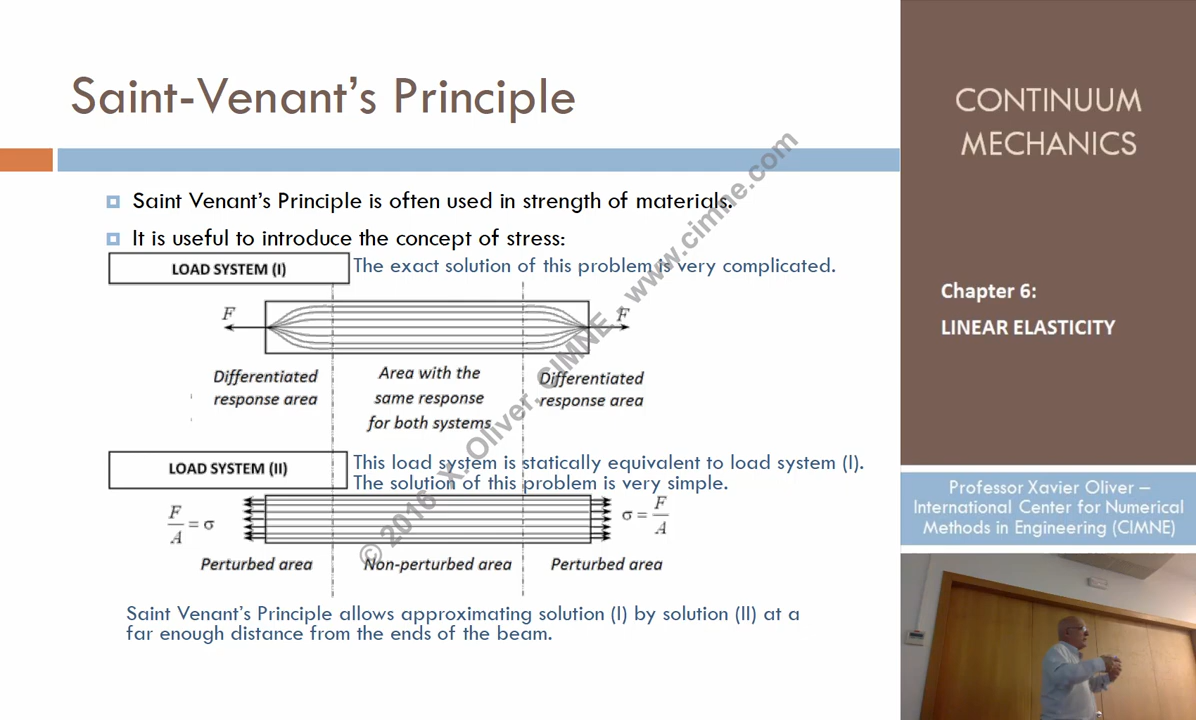 Saint-Venant's Principle
Saint Venant's Principle is often used in strength of materials.
It is useful to introduce the concept of stress:
LOAD SYSTEM (I)
The exact solution of this problem is very complicated.
F
F
Differentiated
response area
Area with the
same response
for both systems
Differentiated
response area
LOAD SYSTEM (II)
This load system is statically equivalent to load system (I).
The solution of this problem is very simple.
F/A = σ
σ = F/A
Perturbed area
Non-perturbed area
Perturbed area
Saint Venant's Principle allows approximating solution (I) by solution (II) at a
far enough distance from the ends of the beam.
© 2016 X. Oliver, CIMNE - www.cimne.com
CONTINUUM
MECHANICS
Chapter 6:
LINEAR ELASTICITY
Professor Xavier Oliver –
International Center for Numerical
Methods in Engineering (CIMNE)